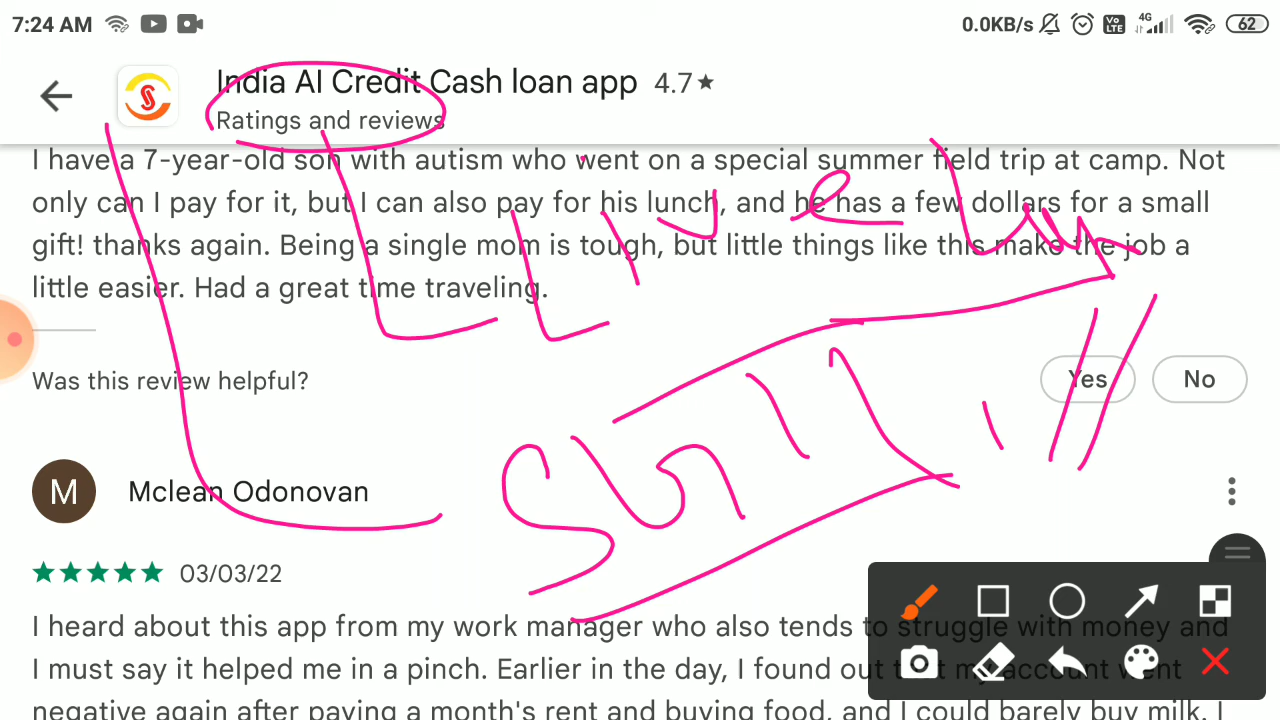 7:24 AM
0.0KB/s Vo LTE 4G 62
India AI Credit Cash loan app 4.7★
Ratings and reviews
I have a 7-year-old son with autism who went on a special summer field trip at camp. Not
only can I pay for it, but I can also pay for his lunch, and he has a few dollars for a small
gift! thanks again. Being a single mom is tough, but little things like this make the job a
little easier. Had a great time traveling.
Was this review helpful?
Yes
No
M
Mclean Odonovan
03/03/22
I heard about this app from my work manager who also tends to struggle with money and
I must say it helped me in a pinch. Earlier in the day, I found out that my account went
negative again after paying a month's rent and buying food, and I could barely buy milk. I